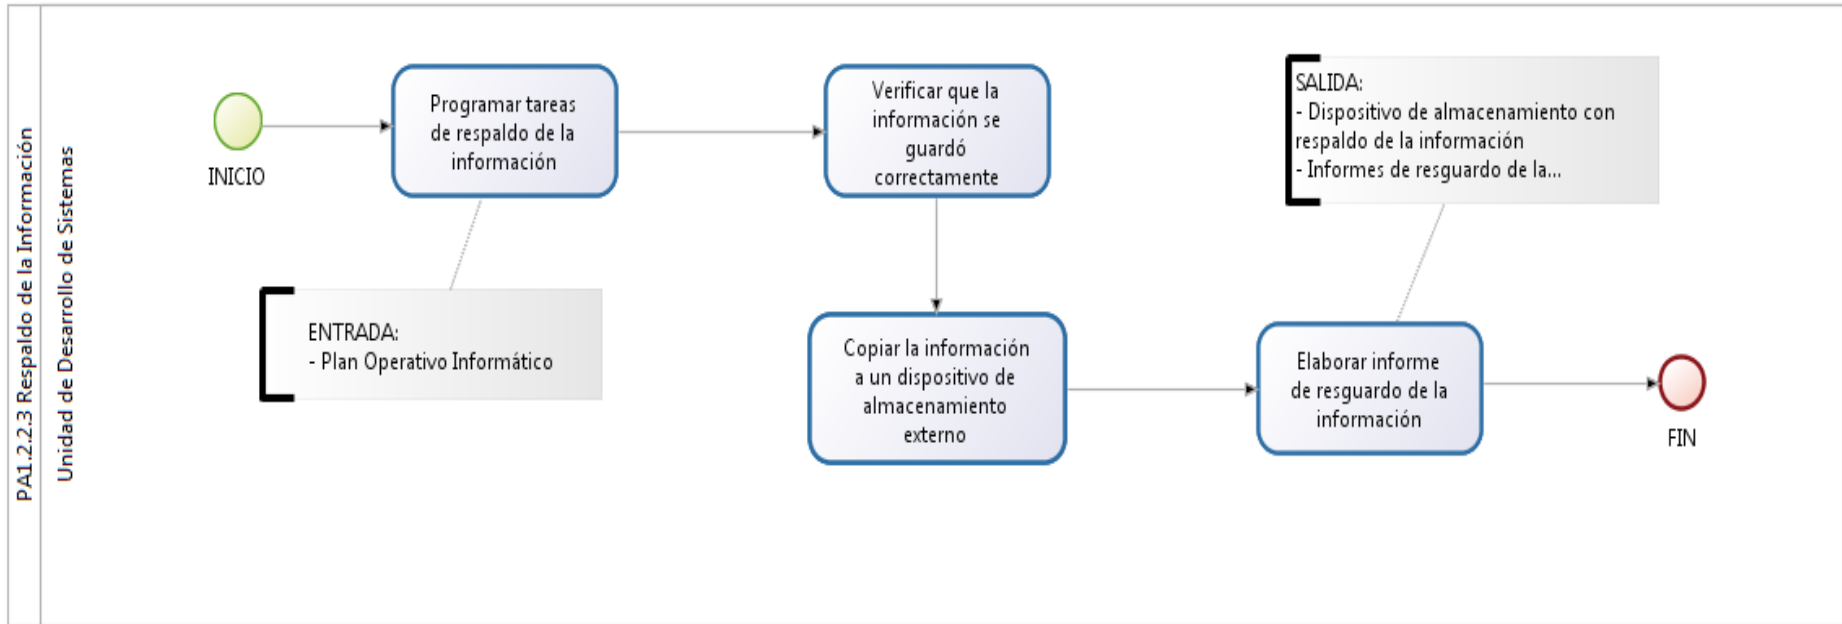 PA1.2.2.3 Respaldo de la Información
Unidad de Desarrollo de Sistemas
INICIO
Programar tareas
de respaldo de la
información
ENTRADA:
- Plan Operativo Informático
Verificar que la
información se
guardó
correctamente
Copiar la información
a un dispositivo de
almacenamiento
externo
SALIDA:
- Dispositivo de almacenamiento con
respaldo de la información
- Informes de resguardo de la...
Elaborar informe
de resguardo de la
información
FIN